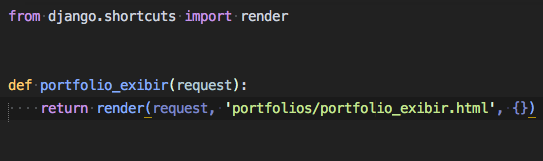 from django.shortcuts import render
def portfolio_exibir(request):
    return render(request, 'portfolios/portfolio_exibir.html', {})